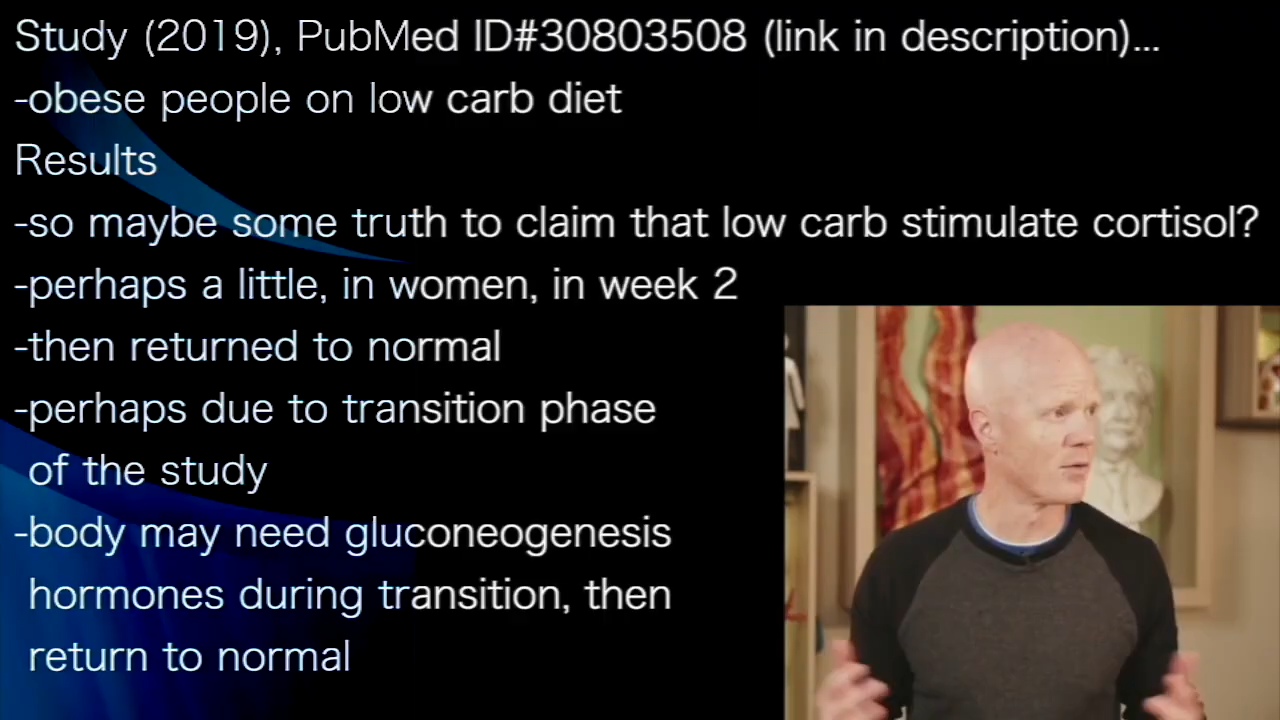 Study (2019), PubMed ID#30803508 (link in description)...
-obese people on low carb diet
Results
-so maybe some truth to claim that low carb stimulate cortisol?
-perhaps a little, in women, in week 2
-then returned to normal
-perhaps due to transition phase
of the study
-body may need gluconeogenesis
hormones during transition, then
return to normal